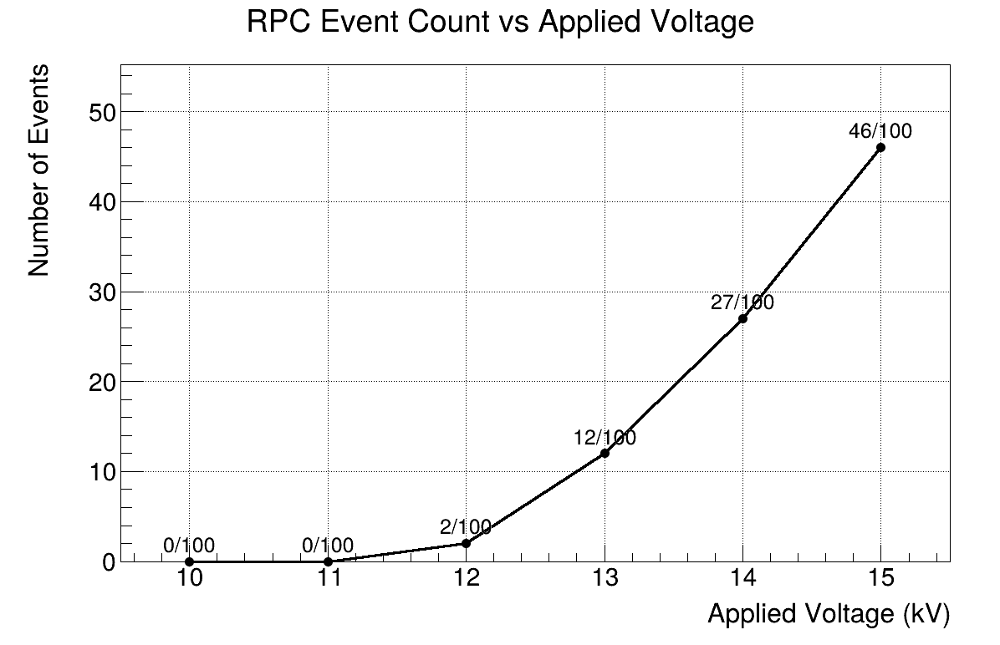 RPC Event Count vs Applied Voltage
Number of Events
50
40
30
20
10
0
46/100
27/100
12/100
2/100
0/100 0/100
10 11 12 13 14 15
Applied Voltage (kV)